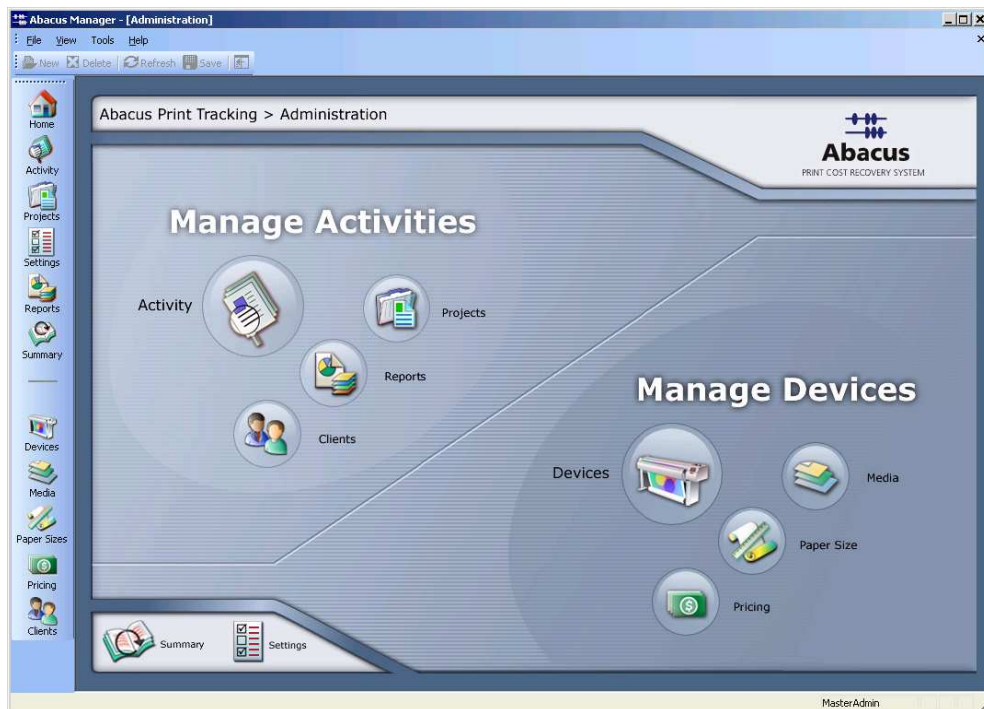 Abacus Manager - [Administration]
File View Tools Help
New Delete Refresh Save
Home
Activity
Projects
Settings
Reports
Summary
Devices
Media
Paper Sizes
Pricing
Clients
Abacus Print Tracking > Administration
Abacus
PRINT COST RECOVERY SYSTEM
Manage Activities
Activity
Projects
Reports
Clients
Manage Devices
Devices
Media
Paper Size
Pricing
Summary
Settings
MasterAdmin